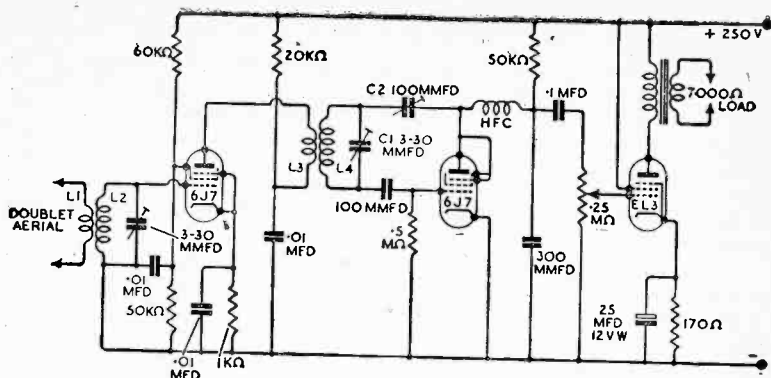 + 250 V
60KΩ
20KΩ
50KΩ
C2 100MMFD
HFC
·1 MFD
7000Ω
LOAD
C1 3-30
MMFD
L3
L4
6J7
6J7
EL3
L1
L2
DOUBLET
AERIAL
3-30
MMFD
100 MMFD
·25
MΩ
·01
MFD
50KΩ
·01
MFD
1KΩ
·01
MFD
·5
MΩ
300
MMFD
25
MFD
12VW
170Ω
-